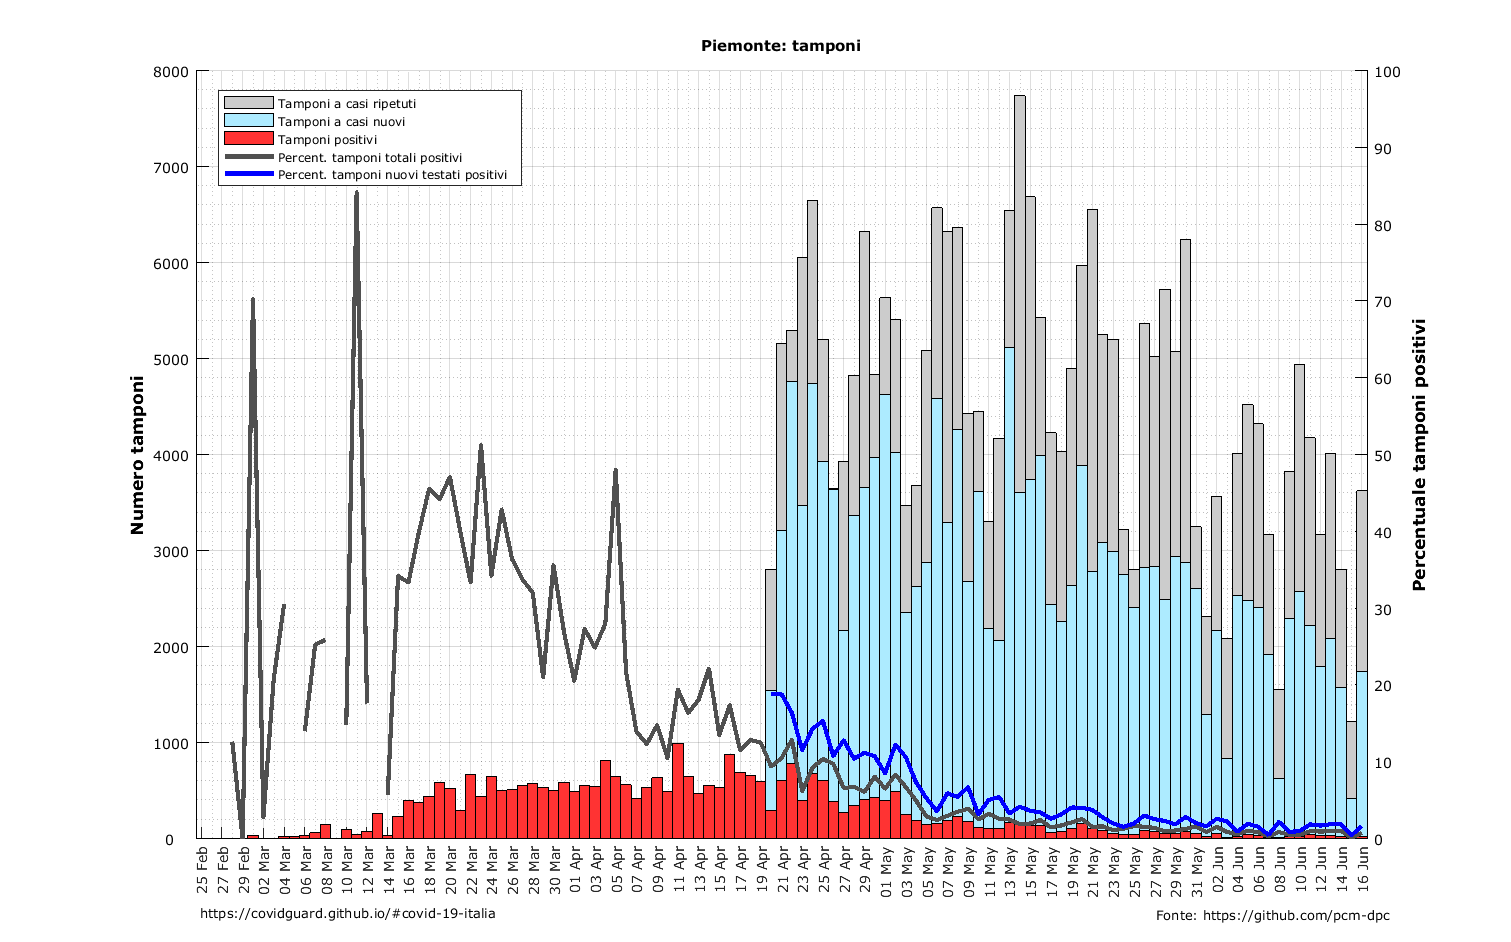 Piemonte: tamponi
Tamponi a casi ripetuti
Tamponi a casi nuovi
Tamponi positivi
Percent. tamponi totali positivi
Percent. tamponi nuovi testati positivi
Numero tamponi
8000
7000
6000
5000
4000
3000
2000
1000
0
Percentuale tamponi positivi
100
90
80
70
60
50
40
30
20
10
0
25 Feb
27 Feb
29 Feb
02 Mar
04 Mar
06 Mar
08 Mar
10 Mar
12 Mar
14 Mar
16 Mar
18 Mar
20 Mar
22 Mar
24 Mar
26 Mar
28 Mar
30 Mar
01 Apr
03 Apr
05 Apr
07 Apr
09 Apr
11 Apr
13 Apr
15 Apr
17 Apr
19 Apr
21 Apr
23 Apr
25 Apr
27 Apr
29 Apr
01 May
03 May
05 May
07 May
09 May
11 May
13 May
15 May
17 May
19 May
21 May
23 May
25 May
27 May
29 May
31 May
02 Jun
04 Jun
06 Jun
08 Jun
10 Jun
12 Jun
14 Jun
16 Jun
https://covidguard.github.io/#covid-19-italia
Fonte: https://github.com/pcm-dpc